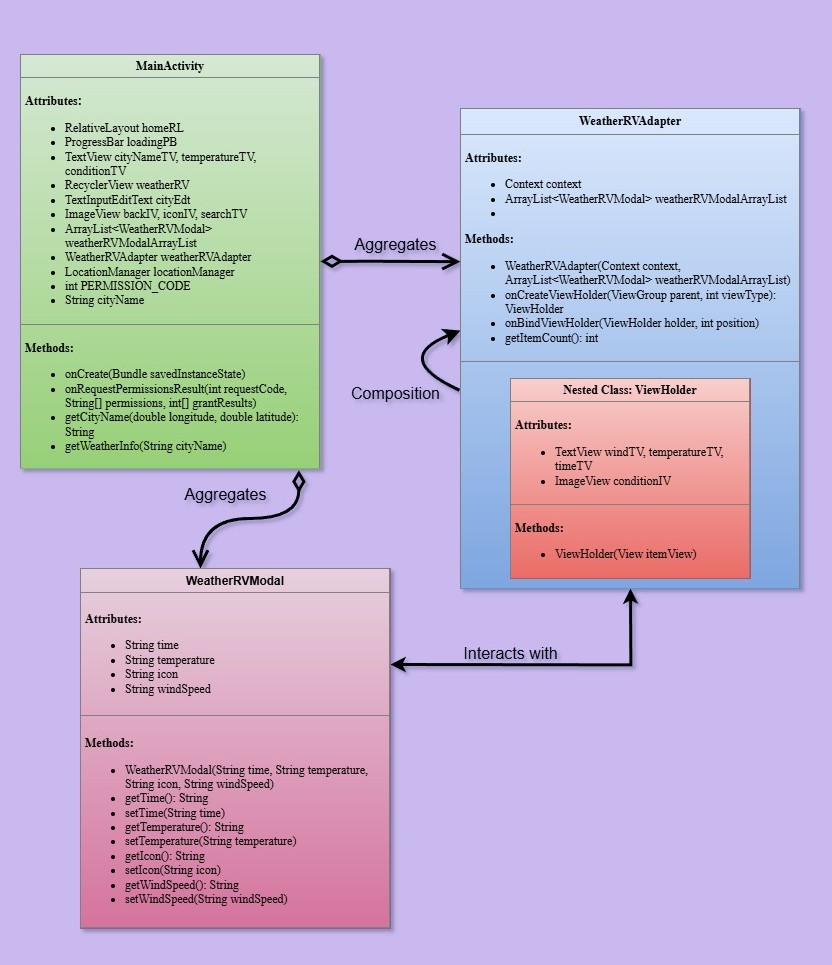 MainActivity
Attributes:
RelativeLayout homeRL
ProgressBar loadingPB
TextView cityNameTV, temperatureTV,
conditionTV
RecyclerView weatherRV
TextInputEditText cityEdt
ImageView backIV, iconIV, searchTV
ArrayList<WeatherRVModal>
weatherRVModalArrayList
WeatherRVAdapter weatherRVAdapter
LocationManager locationManager
int PERMISSION_CODE
String cityName
Methods:
onCreate(Bundle savedInstanceState)
onRequestPermissionsResult(int requestCode,
String[] permissions, int[] grantResults)
getCityName(double longitude, double latitude):
String
getWeatherInfo(String cityName)
Aggregates
WeatherRVAdapter
Attributes:
Context context
ArrayList<WeatherRVModal> weatherRVModalArrayList
Methods:
WeatherRVAdapter(Context context,
ArrayList<WeatherRVModal> weatherRVModalArrayList)
onCreateViewHolder(ViewGroup parent, int viewType):
ViewHolder
onBindViewHolder(ViewHolder holder, int position)
getItemCount(): int
Composition
Nested Class: ViewHolder
Attributes:
TextView windTV, temperatureTV,
timeTV
ImageView conditionIV
Methods:
ViewHolder(View itemView)
Aggregates
WeatherRVModal
Attributes:
String time
String temperature
String icon
String windSpeed
Methods:
WeatherRVModal(String time, String temperature,
String icon, String windSpeed)
getTime(): String
setTime(String time)
getTemperature(): String
setTemperature(String temperature)
getIcon(): String
setIcon(String icon)
getWindSpeed(): String
setWindSpeed(String windSpeed)
Interacts with